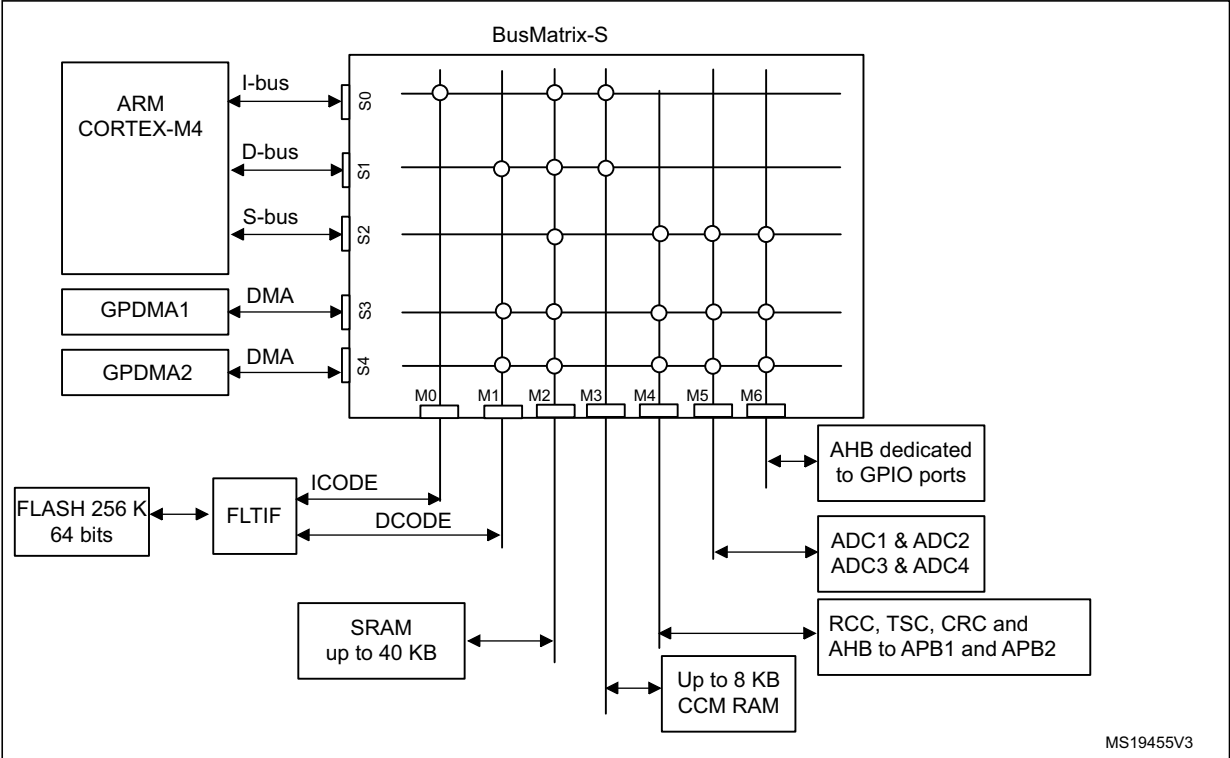 BusMatrix-S
ARM
CORTEX-M4
I-bus
S0
D-bus
S1
S-bus
S2
GPDMA1
DMA
S3
GPDMA2
DMA
S4
M0
M1
M2
M3
M4
M5
M6
AHB dedicated
to GPIO ports
ICODE
FLASH 256 K
64 bits
FLTIF
DCODE
ADC1 & ADC2
ADC3 & ADC4
SRAM
up to 40 KB
RCC, TSC, CRC and
AHB to APB1 and APB2
Up to 8 KB
CCM RAM
MS19455V3